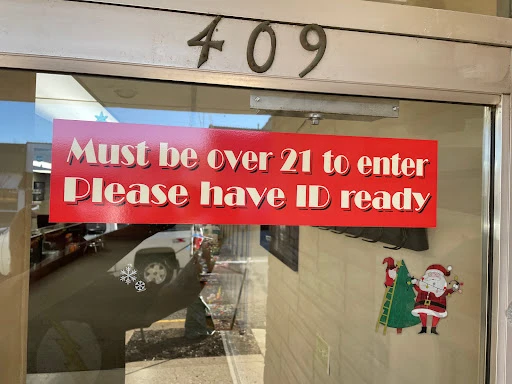 409
Must be over 21 to enter
Please have ID ready